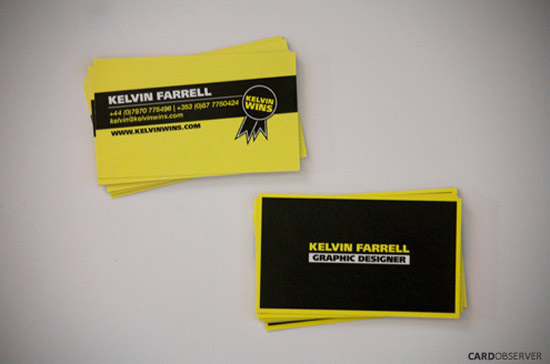 KELVIN FARRELL
+44 (0)7970 775496 | +353 (0)87 7750424
kelvin@kelvinwins.com
WWW.KELVINWINS.COM
KELVIN
WINS
KELVIN FARRELL
GRAPHIC DESIGNER
CARDOBSERVER